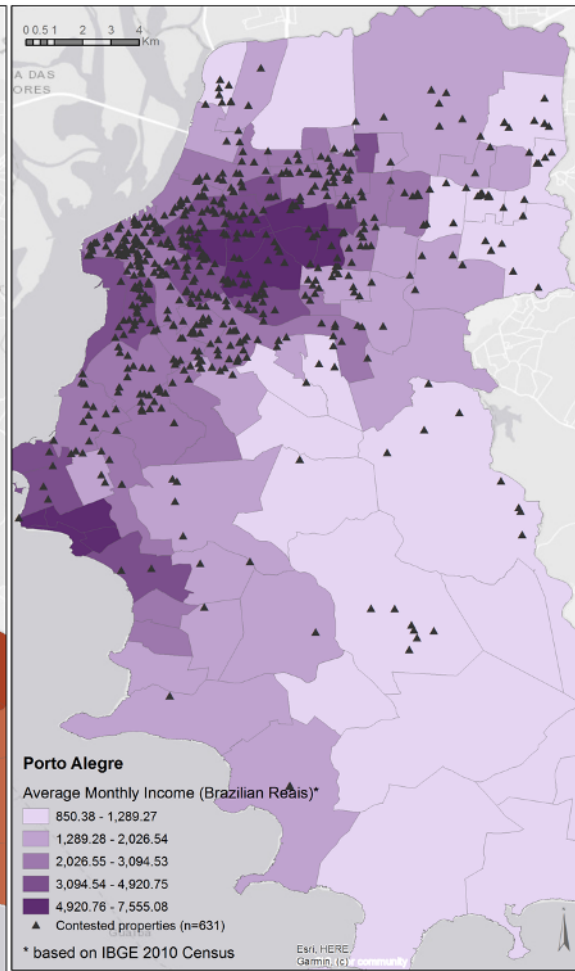 0 0.5 1 2 3 4
Km
A DAS
ORES
Porto Alegre
Average Monthly Income (Brazilian Reais)*
850.38 - 1,289.27
1,289.28 - 2,026.54
2,026.55 - 3,094.53
3,094.54 - 4,920.75
4,920.76 - 7,555.08
Contested properties (n=631)
* based on IBGE 2010 Census
Esri, HERE
Garmin, (c)
community